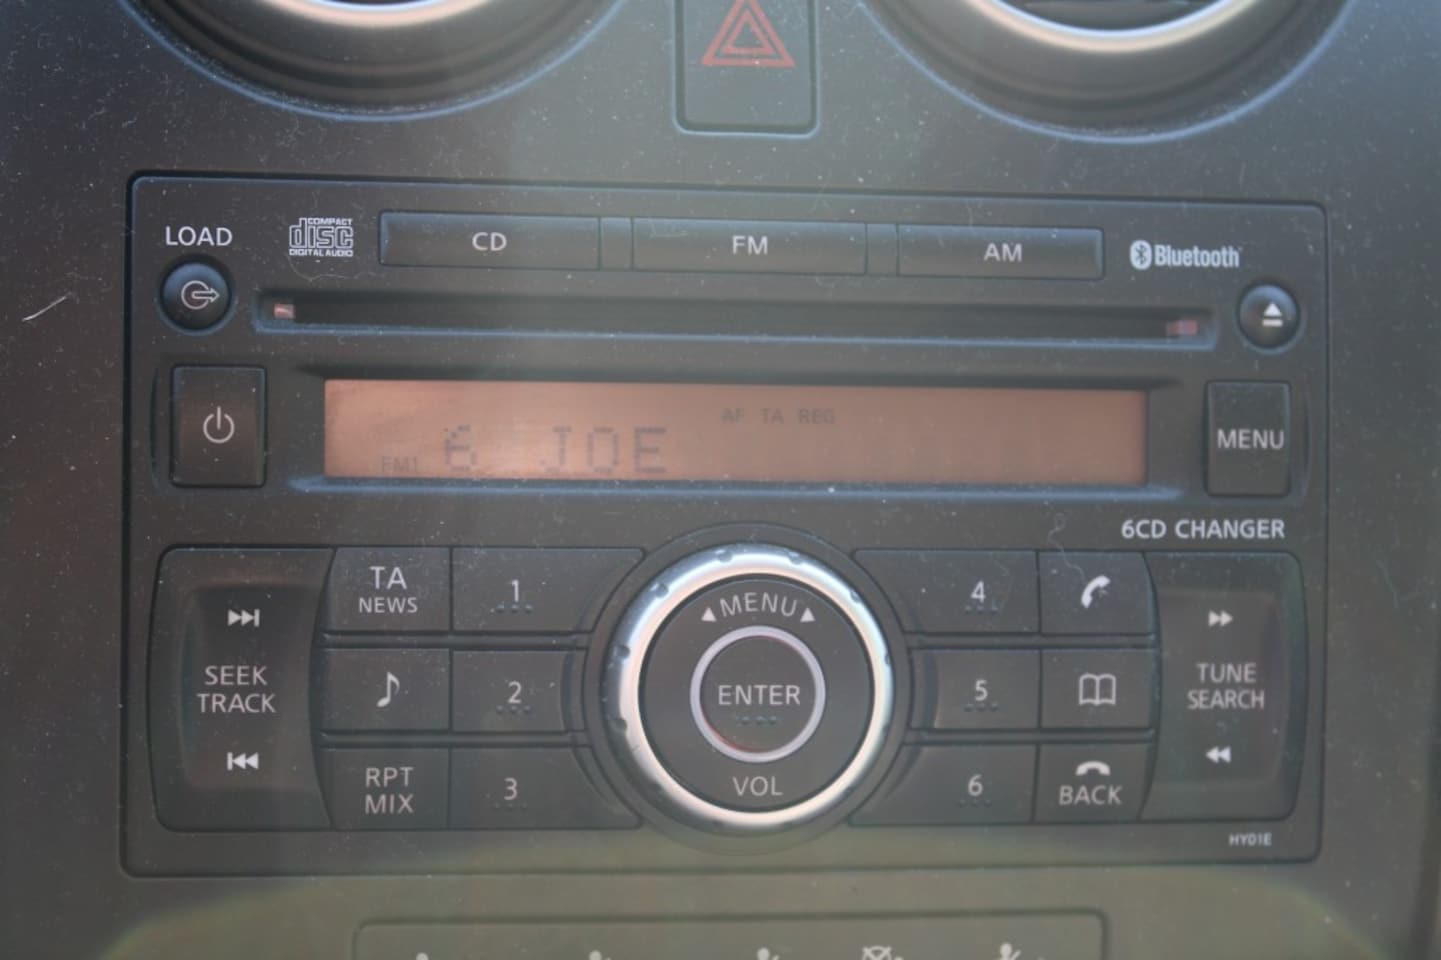 LOAD
COMPACT
disc
DIGITAL AUDIO
CD
FM
AM
Bluetooth
AF TA REG
FM1 6 JOE
MENU
6CD CHANGER
TA
NEWS
1
MENU
4
SEEK
TRACK
2
ENTER
5
TUNE
SEARCH
RPT
MIX
3
VOL
6
BACK
HY01E